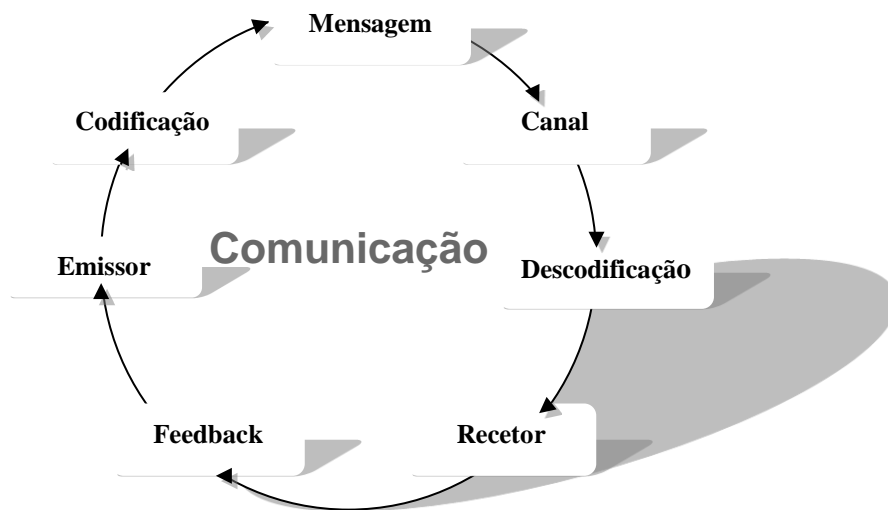 Mensagem
Codificação
Canal
Comunicação
Emissor
Descodificação
Feedback
Recetor